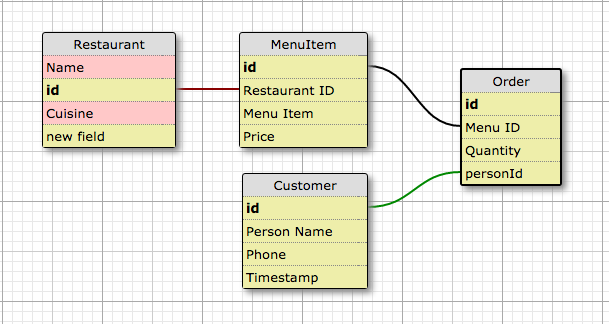 Restaurant
Name
id
Cuisine
new field
MenuItem
id
Restaurant ID
Menu Item
Price
Order
id
Menu ID
Quantity
personId
Customer
id
Person Name
Phone
Timestamp